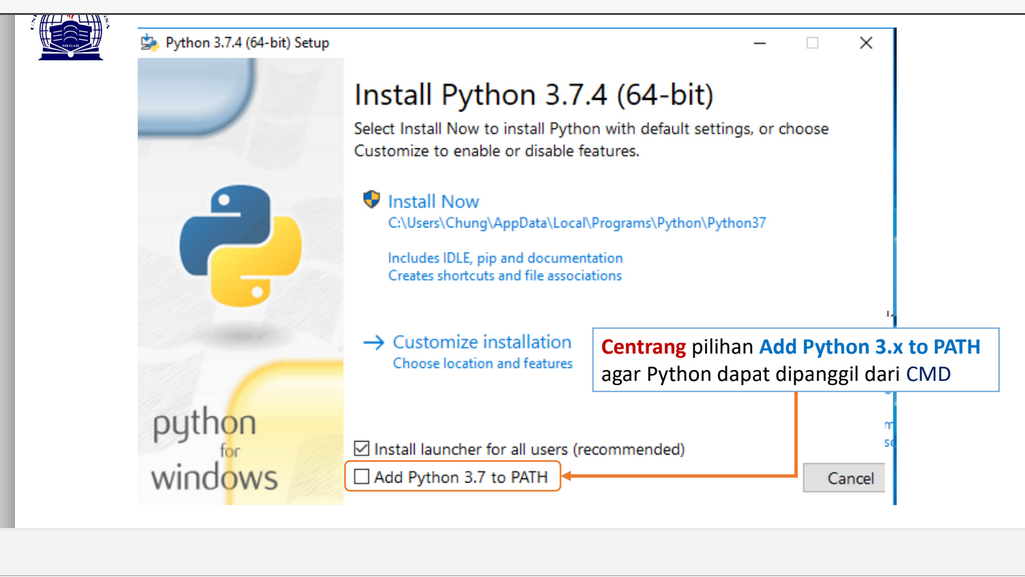 Python 3.7.4 (64-bit) Setup
Install Python 3.7.4 (64-bit)
Select Install Now to install Python with default settings, or choose
Customize to enable or disable features.
Install Now
C:\Users\Chung\AppData\Local\Programs\Python\Python37
Includes IDLE, pip and documentation
Creates shortcuts and file associations
Customize installation
Choose location and features
Centrang pilihan Add Python 3.x to PATH
agar Python dapat dipanggil dari CMD
python
for
windows
Install launcher for all users (recommended)
Add Python 3.7 to PATH
Cancel